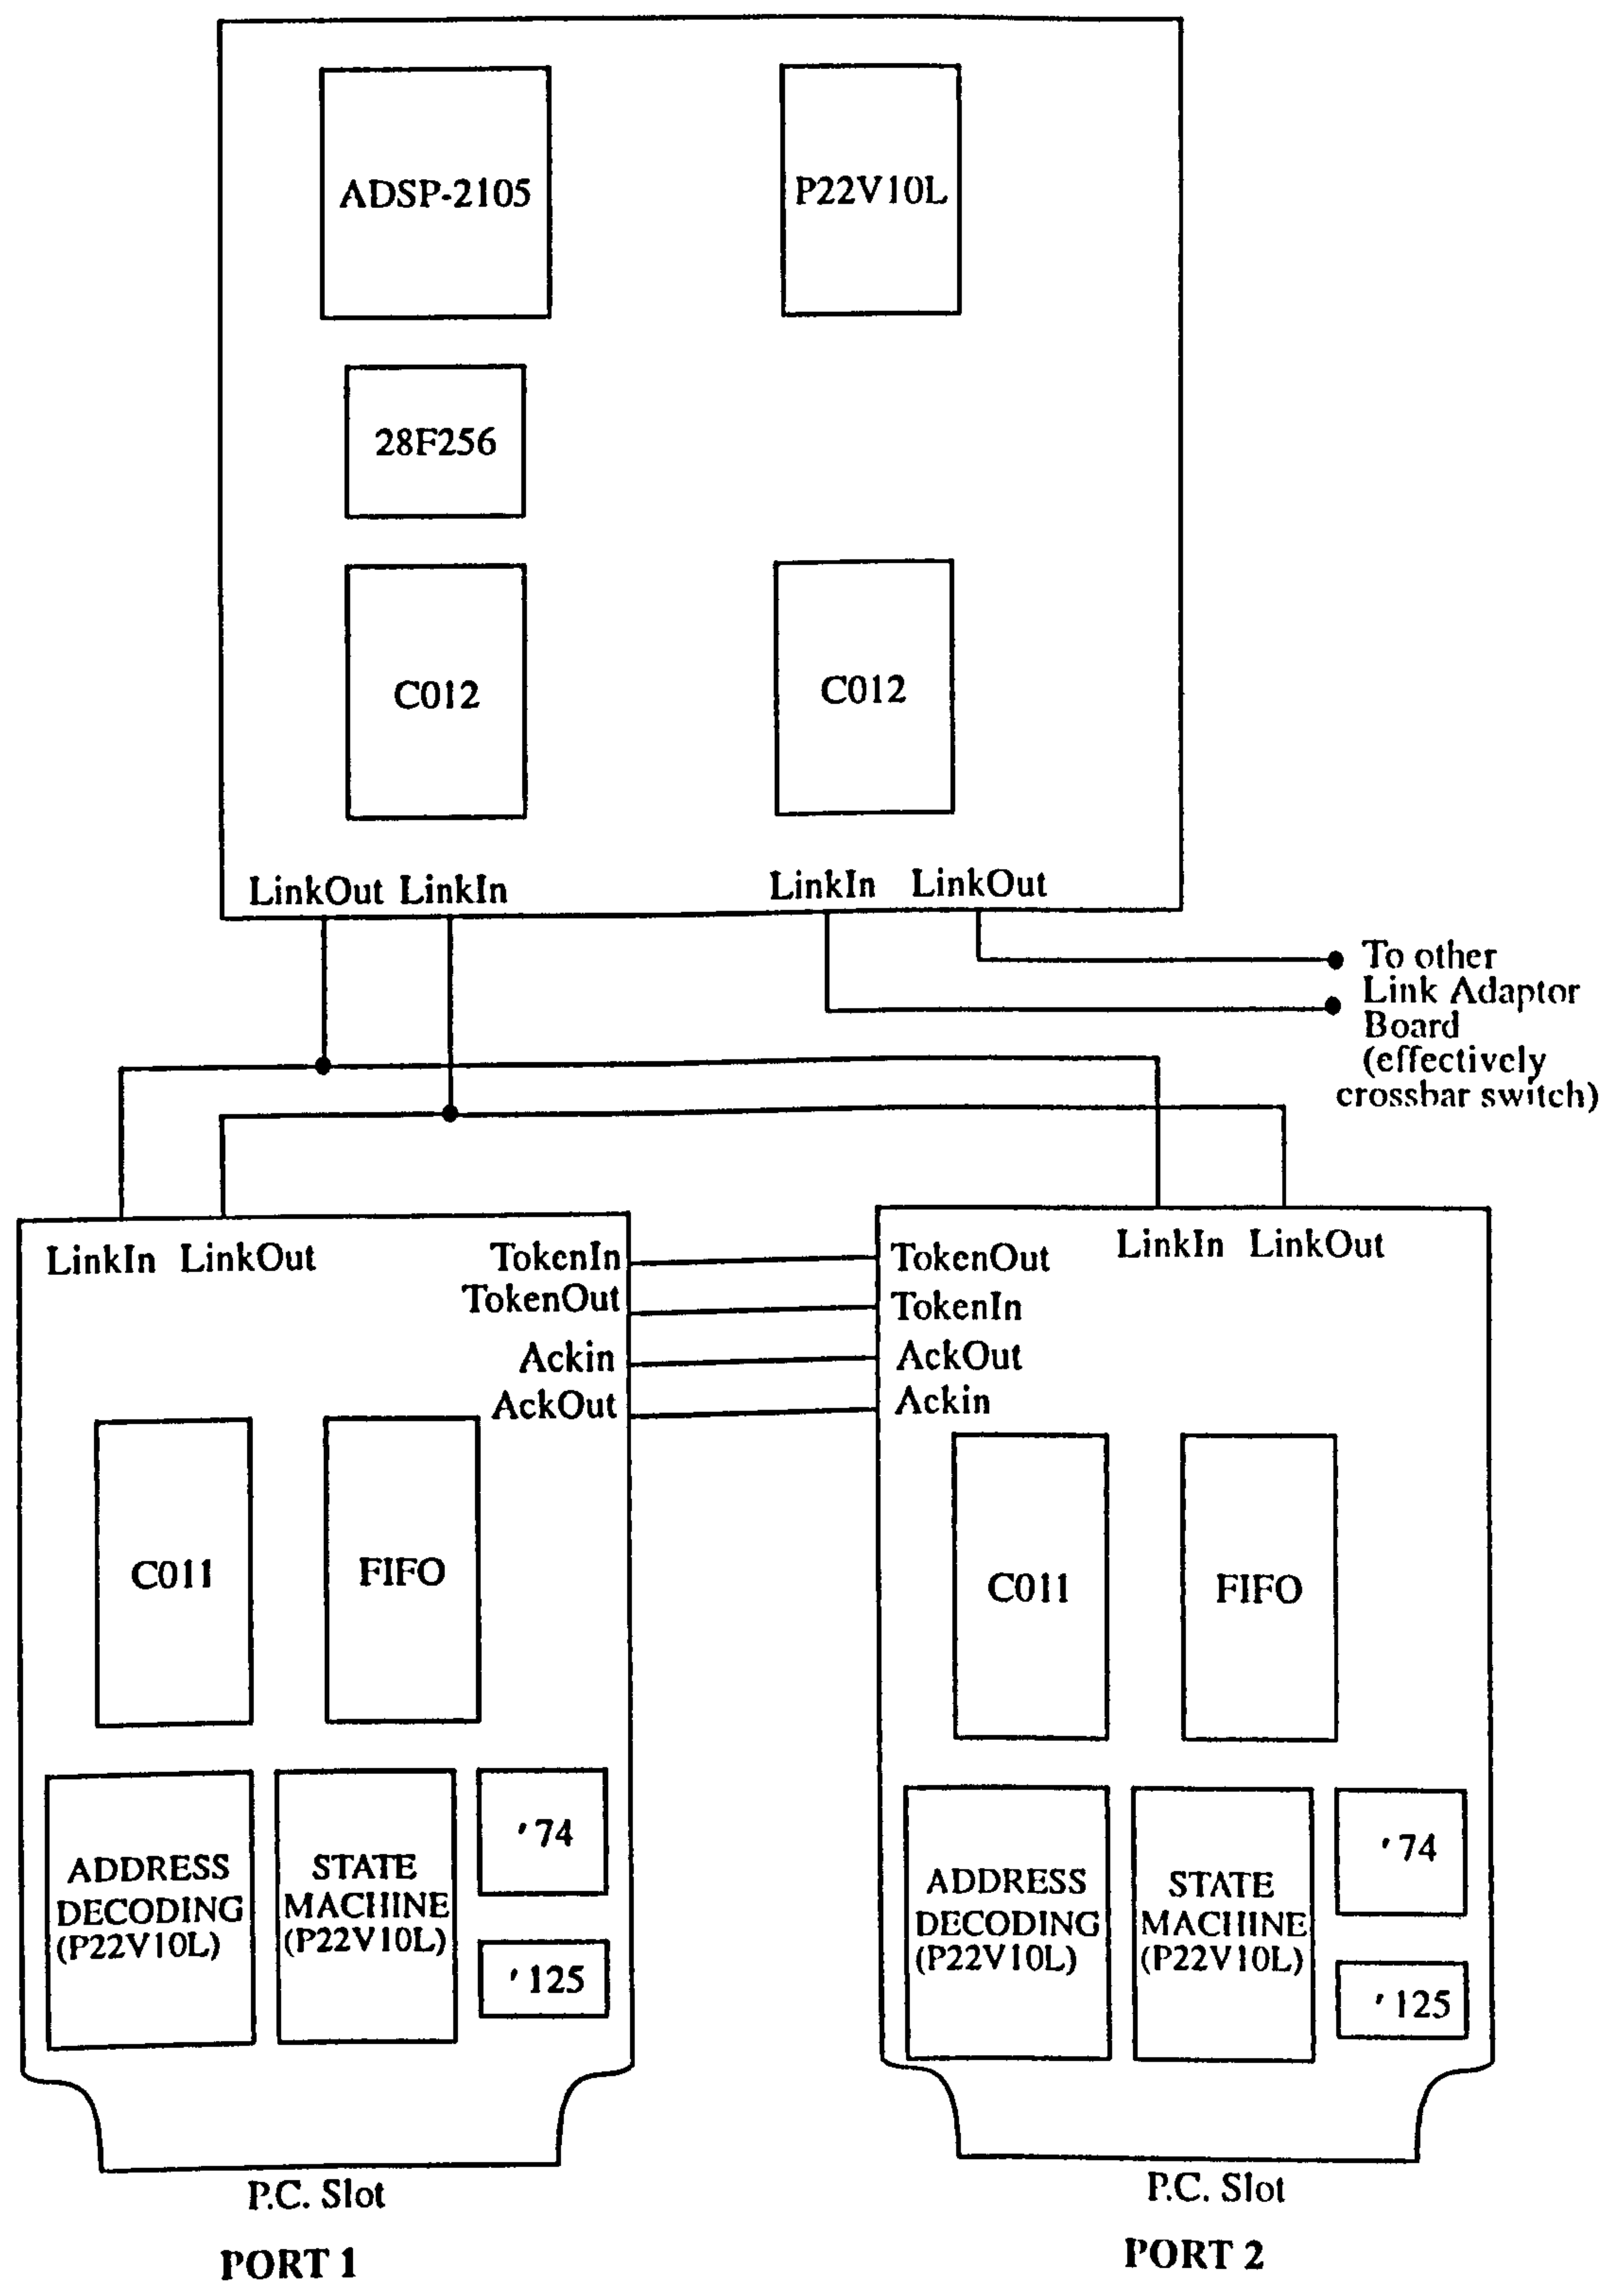 ADSP-2105
P22V10L
28F256
C012
C012
LinkOut LinkIn
LinkIn LinkOut
To other
Link Adaptor
Board
(effectively
crossbar switch)
LinkIn LinkOut
TokenIn
TokenOut
Ackin
AckOut
C011
FIFO
ADDRESS
DECODING
(P22V10L)
STATE
MACHINE
(P22V10L)
'74
'125
P.C. Slot
PORT 1
LinkIn LinkOut
TokenOut
TokenIn
AckOut
Ackin
C011
FIFO
ADDRESS
DECODING
(P22V10L)
STATE
MACHINE
(P22V10L)
'74
'125
P.C. Slot
PORT 2